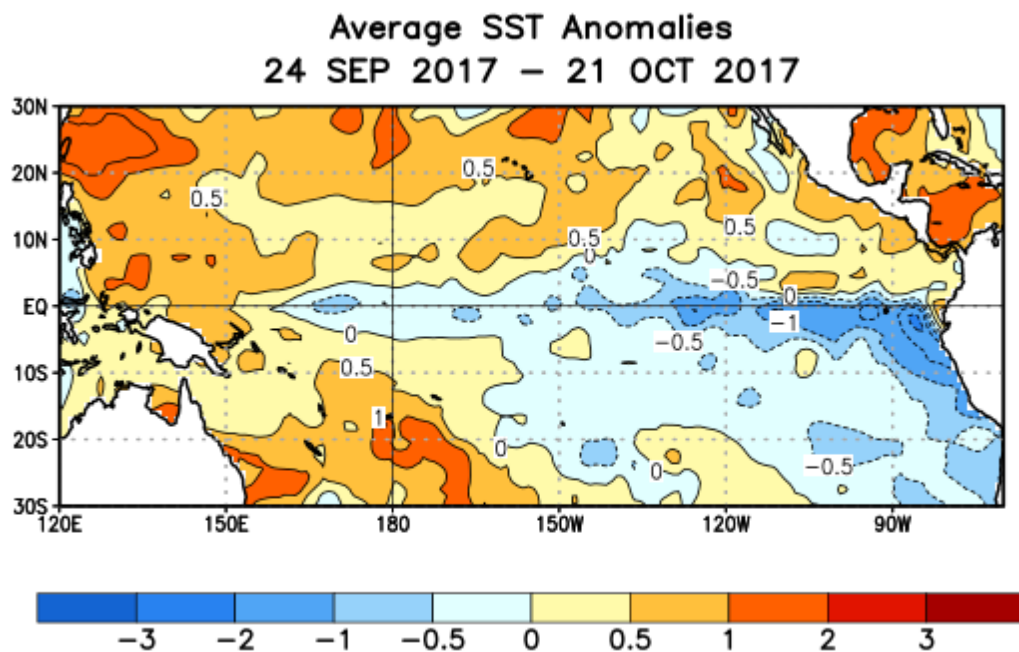 Average SST Anomalies
24 SEP 2017 – 21 OCT 2017
30N
20N
10N
EQ
10S
20S
30S
0.5
0.5
0.5
0.5
0
−0.5
0
−1
0
−0.5
0.5
1
0
0
−0.5
120E 150E 180 150W 120W 90W
−3 −2 −1 −0.5 0 0.5 1 2 3